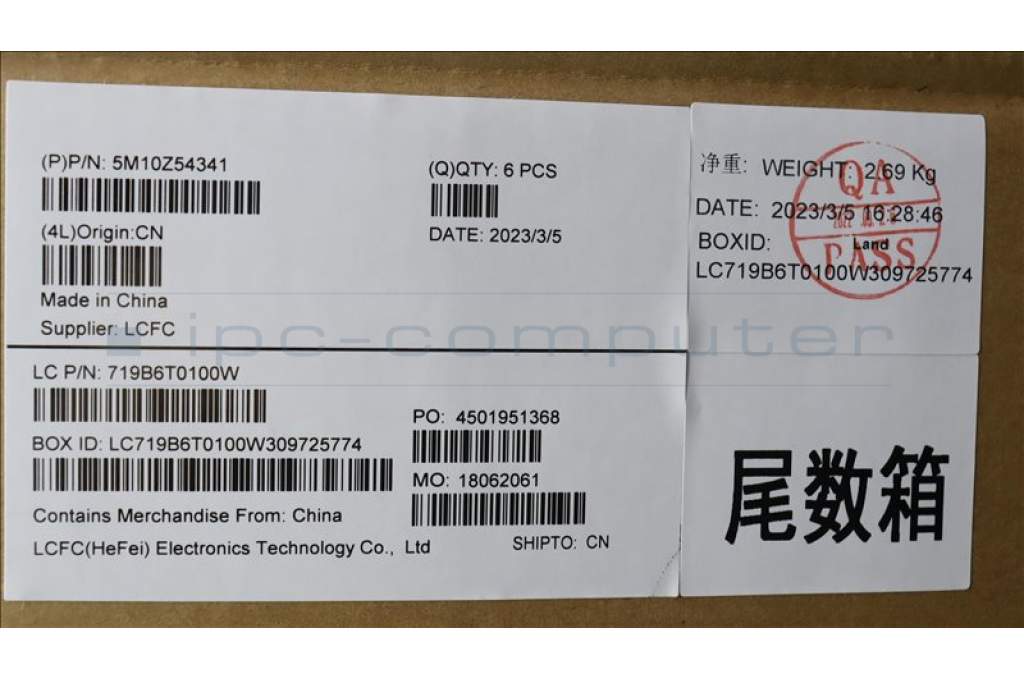 (P)P/N: 5M10Z54341
(Q)QTY: 6 PCS
(4L)Origin:CN
DATE: 2023/3/5
Made in China
Supplier: LCFC
净重: WEIGHT: 2.69 Kg
DATE: 2023/3/5 16:28:46
BOXID:
LC719B6T0100W309725774
QA
Land
PASS
ipc-computer
LC P/N: 719B6T0100W
PO: 4501951368
BOX ID: LC719B6T0100W309725774
MO: 18062061
Contains Merchandise From: China
LCFC(HeFei) Electronics Technology Co., Ltd
SHIPTO: CN
尾数箱